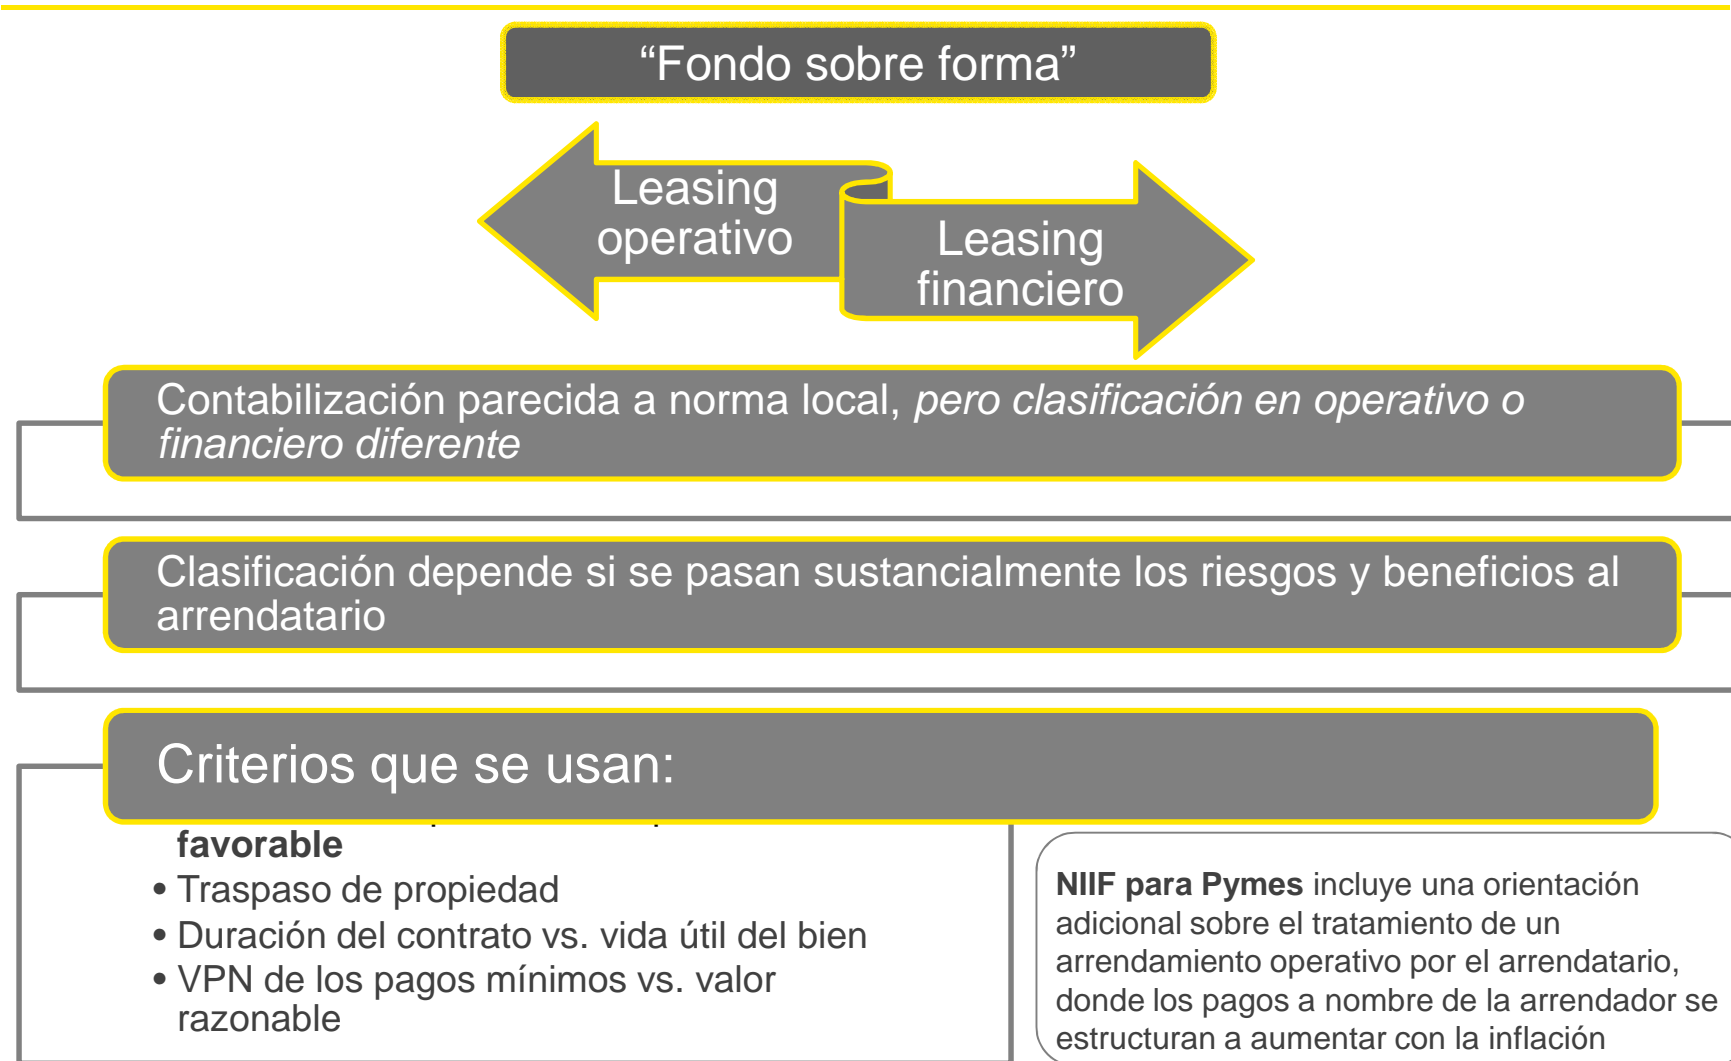 “Fondo sobre forma”
Leasing
operativo
Leasing
financiero
Contabilización parecida a norma local, pero clasificación en operativo o
financiero diferente
Clasificación depende si se pasan sustancialmente los riesgos y beneficios al
arrendatario
Criterios que se usan:
favorable
• Traspaso de propiedad
• Duración del contrato vs. vida útil del bien
• VPN de los pagos mínimos vs. valor
razonable
NIIF para Pymes incluye una orientación
adicional sobre el tratamiento de un
arrendamiento operativo por el arrendatario,
donde los pagos a nombre de la arrendador se
estructuran a aumentar con la inflación